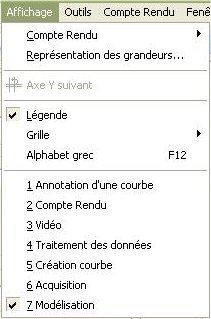 Affichage Outils Compte Rendu Fenê
Compte Rendu
Représentation des grandeurs...
Axe Y suivant
Légende
Grille
Alphabet grec F12
1 Annotation d'une courbe
2 Compte Rendu
3 Vidéo
4 Traitement des données
5 Création courbe
6 Acquisition
7 Modélisation